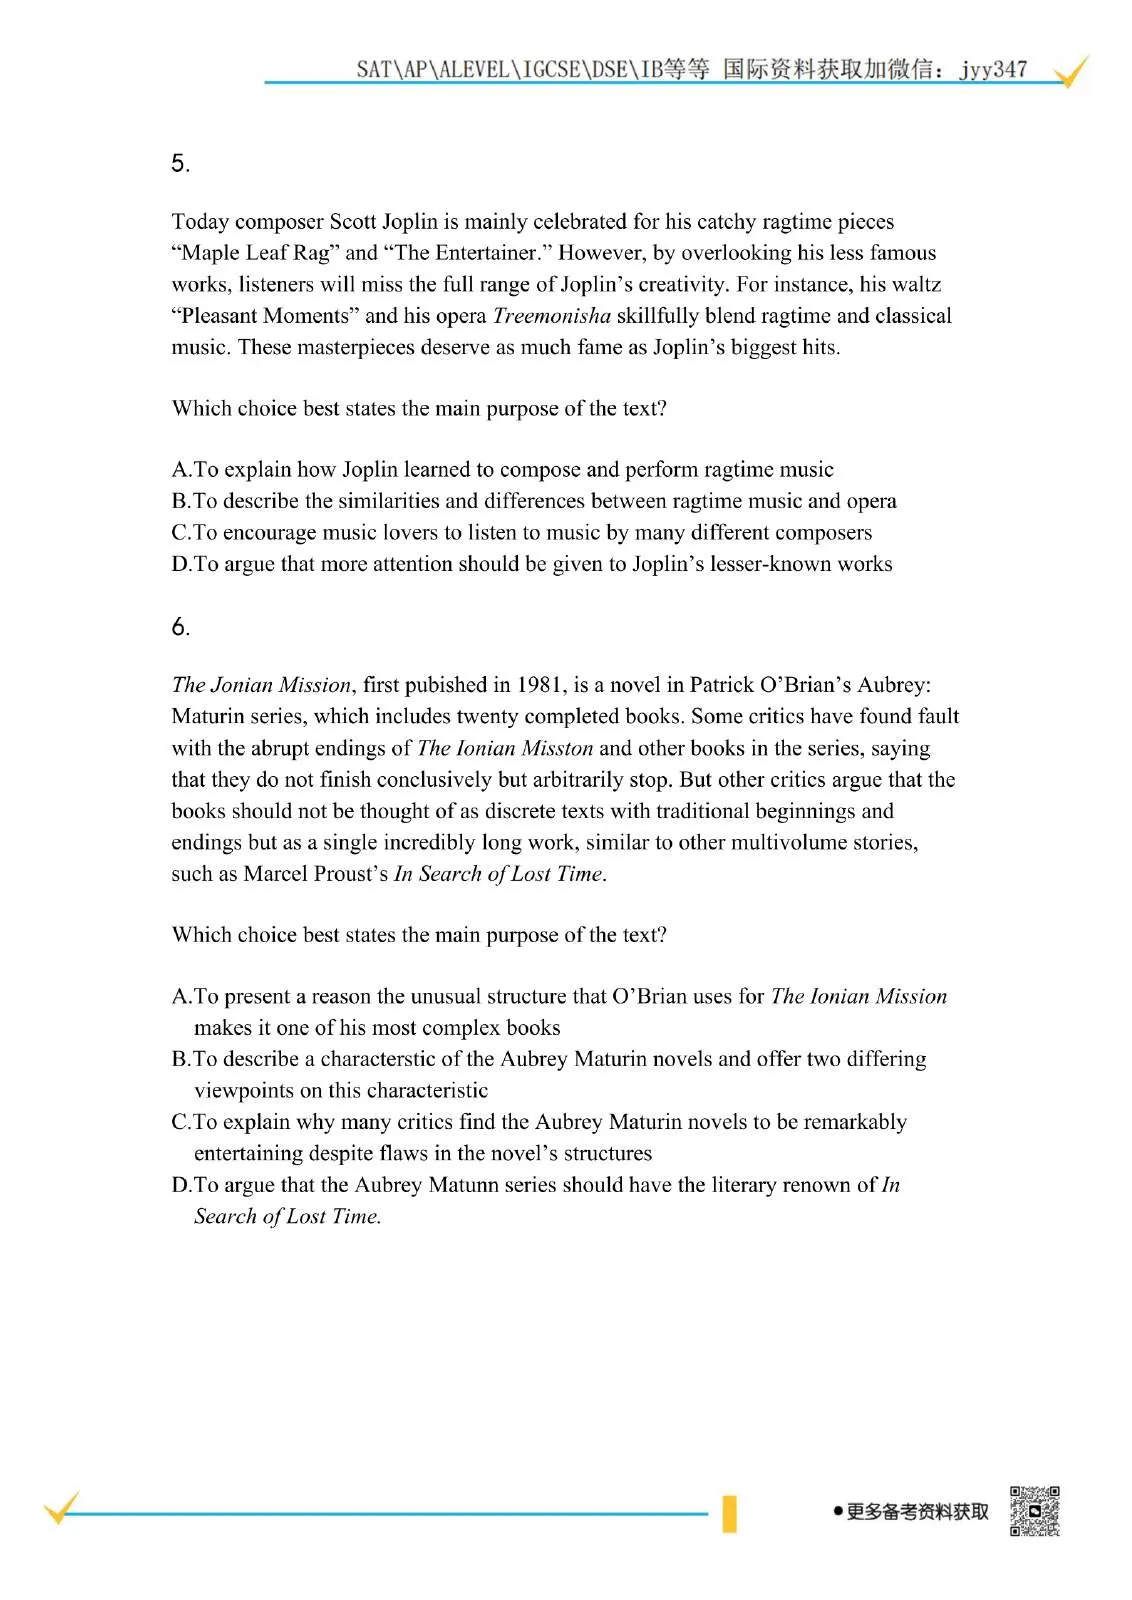 SAT\AP\ALEVEL\IGCSE\DSE\IB等等 国际资料获取加微信：jyy347
5.
Today composer Scott Joplin is mainly celebrated for his catchy ragtime pieces
“Maple Leaf Rag” and “The Entertainer.” However, by overlooking his less famous
works, listeners will miss the full range of Joplin’s creativity. For instance, his waltz
“Pleasant Moments” and his opera Treemonisha skillfully blend ragtime and classical
music. These masterpieces deserve as much fame as Joplin’s biggest hits.
Which choice best states the main purpose of the text?
A.To explain how Joplin learned to compose and perform ragtime music
B.To describe the similarities and differences between ragtime music and opera
C.To encourage music lovers to listen to music by many different composers
D.To argue that more attention should be given to Joplin’s lesser-known works
6.
The Jonian Mission, first pubished in 1981, is a novel in Patrick O’Brian’s Aubrey:
Maturin series, which includes twenty completed books. Some critics have found fault
with the abrupt endings of The Ionian Misston and other books in the series, saying
that they do not finish conclusively but arbitrarily stop. But other critics argue that the
books should not be thought of as discrete texts with traditional beginnings and
endings but as a single incredibly long work, similar to other multivolume stories,
such as Marcel Proust’s In Search of Lost Time.
Which choice best states the main purpose of the text?
A.To present a reason the unusual structure that O’Brian uses for The Ionian Mission
makes it one of his most complex books
B.To describe a characterstic of the Aubrey Maturin novels and offer two differing
viewpoints on this characteristic
C.To explain why many critics find the Aubrey Maturin novels to be remarkably
entertaining despite flaws in the novel’s structures
D.To argue that the Aubrey Matunn series should have the literary renown of In
Search of Lost Time.
●更多备考资料获取